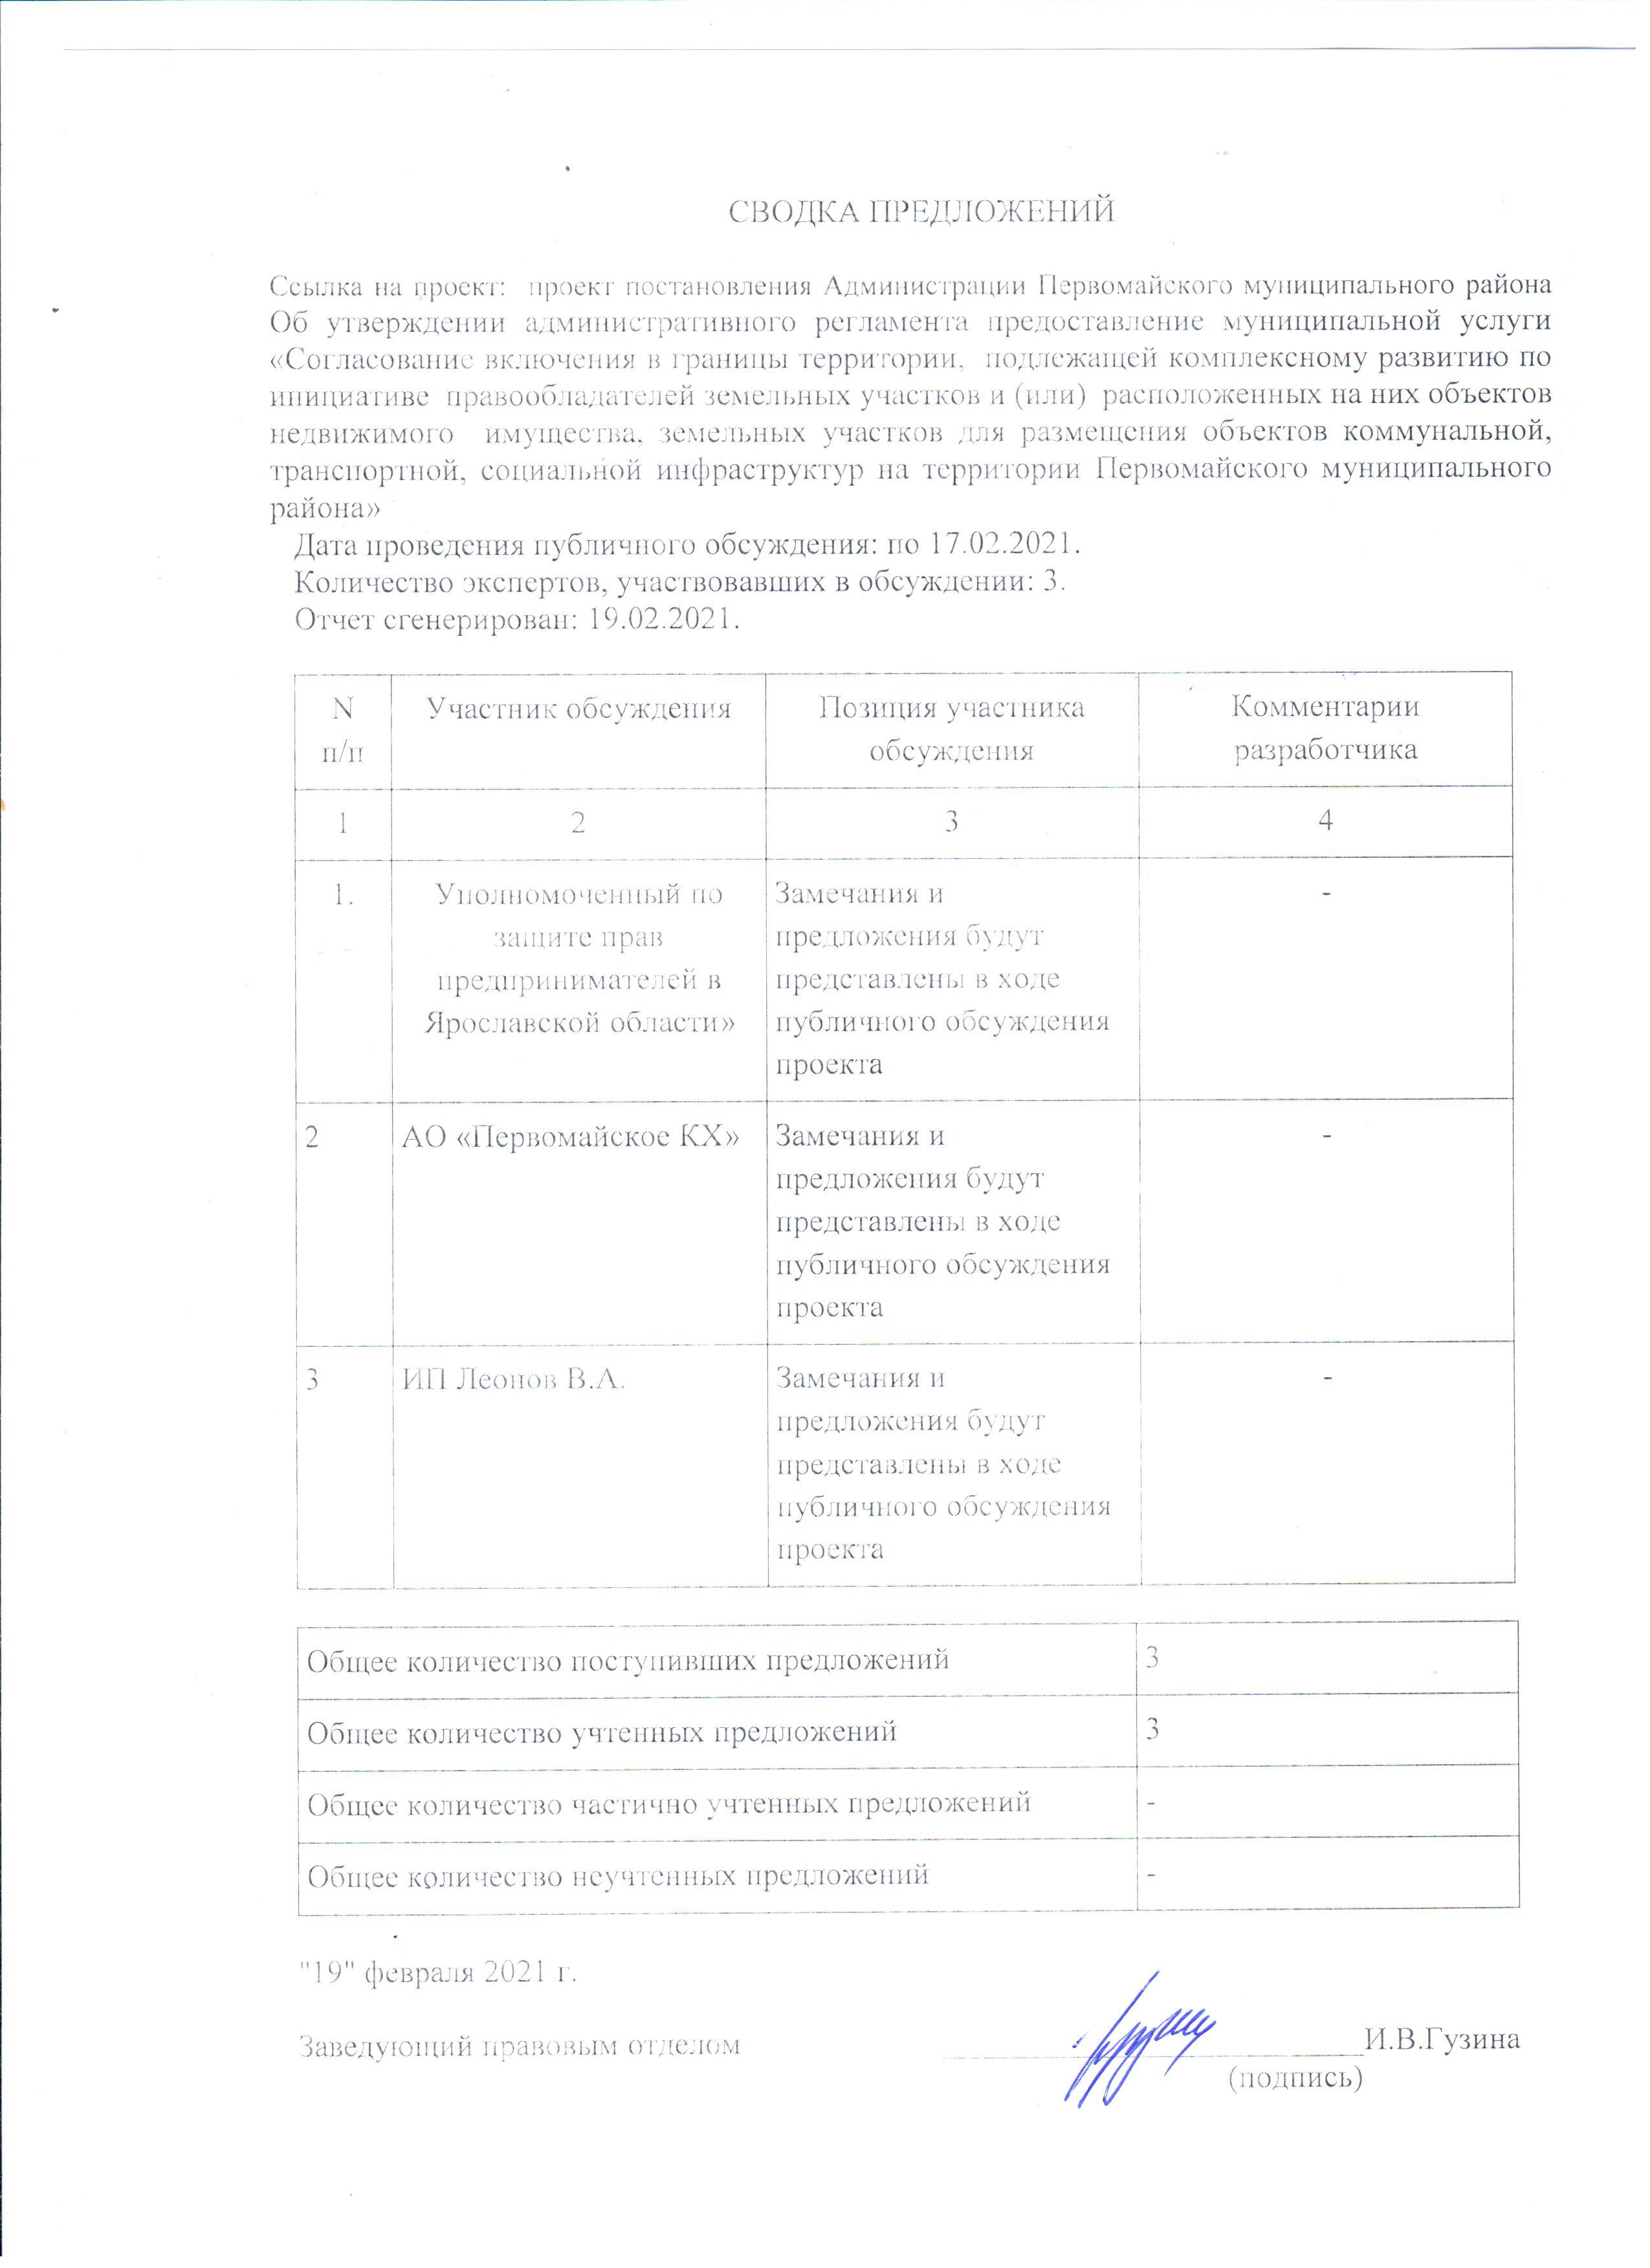 СВОДКА ПРЕДЛОЖЕНИЙ
Ссылка на проект: проект постановления Администрации Первомайского муниципального района
Об утверждении административного регламента предоставление муниципальной услуги
«Согласование включения в границы территории, подлежащей комплексному развитию по
инициативе правообладателей земельных участков и (или) расположенных на них объектов
недвижимого имущества, земельных участков для размещения объектов коммунальной,
транспортной, социальной инфраструктур на территории Первомайского муниципального
района»
Дата проведения публичного обсуждения: по 17.02.2021.
Количество экспертов, участвовавших в обсуждении: 3.
Отчет сгенерирован: 19.02.2021.
N
п/п
Участник обсуждения
Позиция участника
обсуждения
Комментарии
разработчика
1
2
3
4
1.
Уполномоченный по
защите прав
предпринимателей в
Ярославской области»
Замечания и
предложения будут
представлены в ходе
публичного обсуждения
проекта
-
2
АО «Первомайское КХ»
Замечания и
предложения будут
представлены в ходе
публичного обсуждения
проекта
-
3
ИП Леонов В.А.
Замечания и
предложения будут
представлены в ходе
публичного обсуждения
проекта
-
Общее количество поступивших предложений 3
Общее количество учтенных предложений 3
Общее количество частично учтенных предложений -
Общее количество неучтенных предложений -
"19" февраля 2021 г.
Заведующий правовым отделом И.В.Гузина
(подпись)